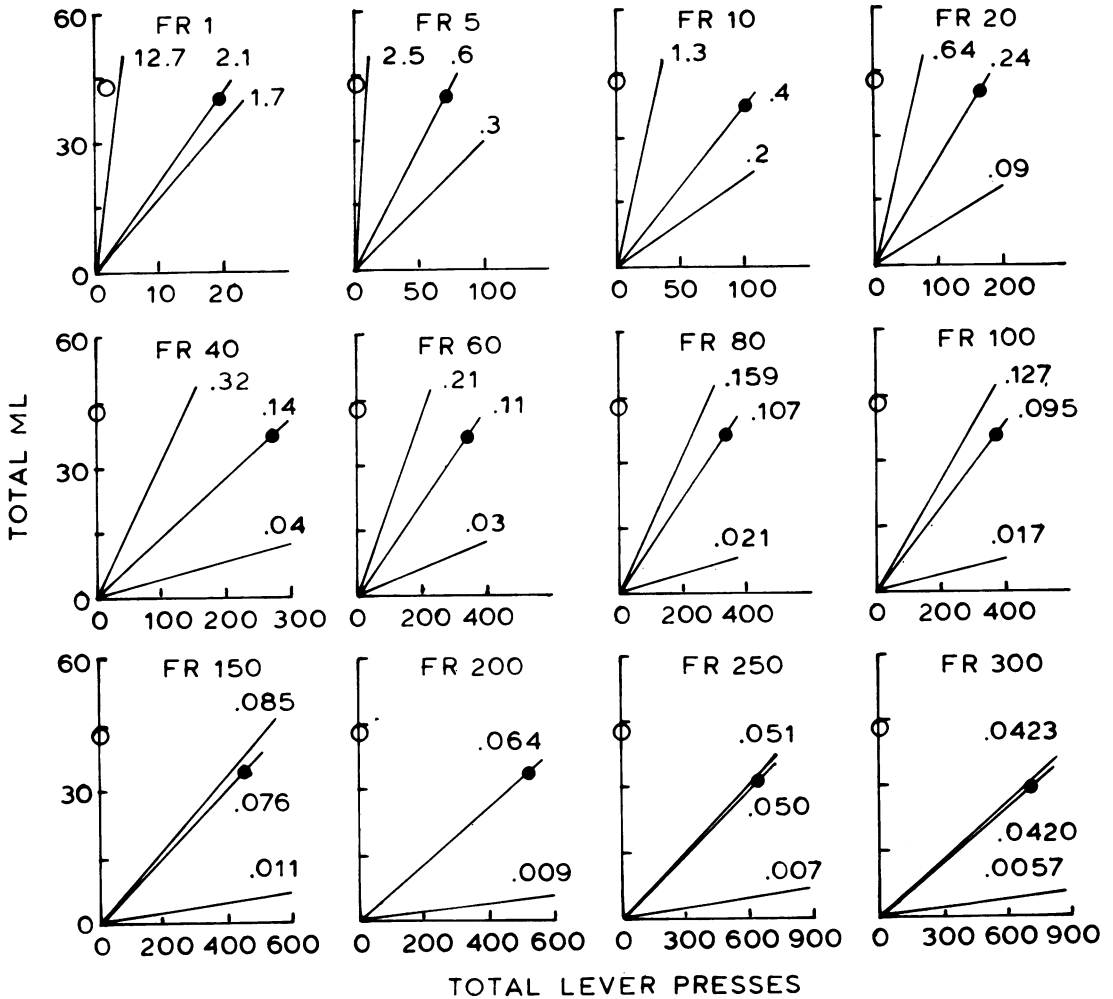 TOTAL ML
60
30
0
FR 1
12.7 2.1
1.7
0 10 20
FR 5
2.5 .6
.3
0 50 100
FR 10
1.3
.4
.2
0 50 100
FR 20
.64 .24
.09
0 100 200
60
30
0
FR 40
.32
.14
.04
0 100 200 300
FR 60
.21
.11
.03
0 200 400
FR 80
.159
.107
.021
0 200 400
FR 100
.127
.095
.017
0 200 400
60
30
0
FR 150
.085
.076
.011
0 200 400 600
FR 200
.064
.009
0 200 400 600
FR 250
.051
.050
.007
0 300 600 900
FR 300
.0423
.0420
.0057
0 300 600 900
TOTAL LEVER PRESSES